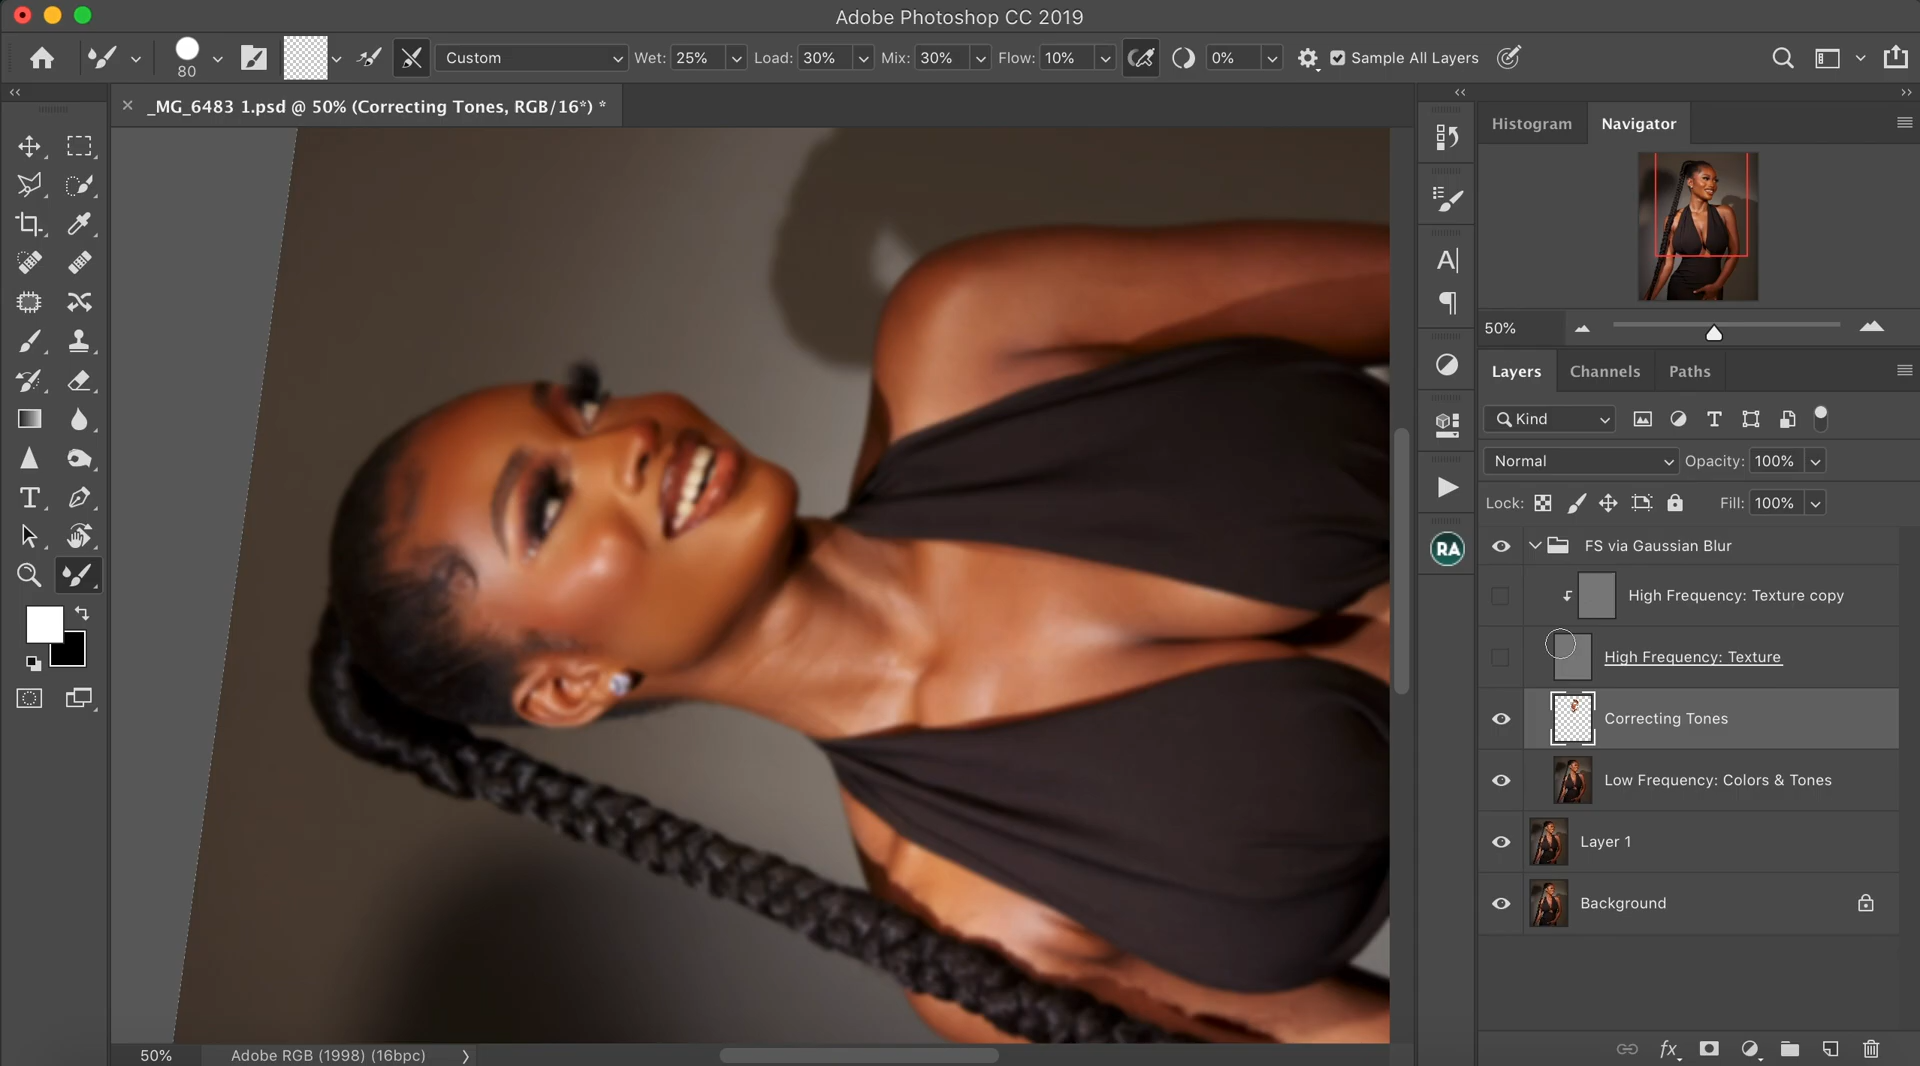 Adobe Photoshop CC 2019
80
Custom
Wet: 25%
Load: 30%
Mix: 30%
Flow: 10%
0%
Sample All Layers
_MG_6483 1.psd @ 50% (Correcting Tones, RGB/16*) *
Histogram
Navigator
50%
Layers
Channels
Paths
Kind
Normal
Opacity: 100%
Lock:
Fill: 100%
FS via Gaussian Blur
High Frequency: Texture copy
High Frequency: Texture
Correcting Tones
Low Frequency: Colors & Tones
Layer 1
Background
RA
fx
50%
Adobe RGB (1998) (16bpc)